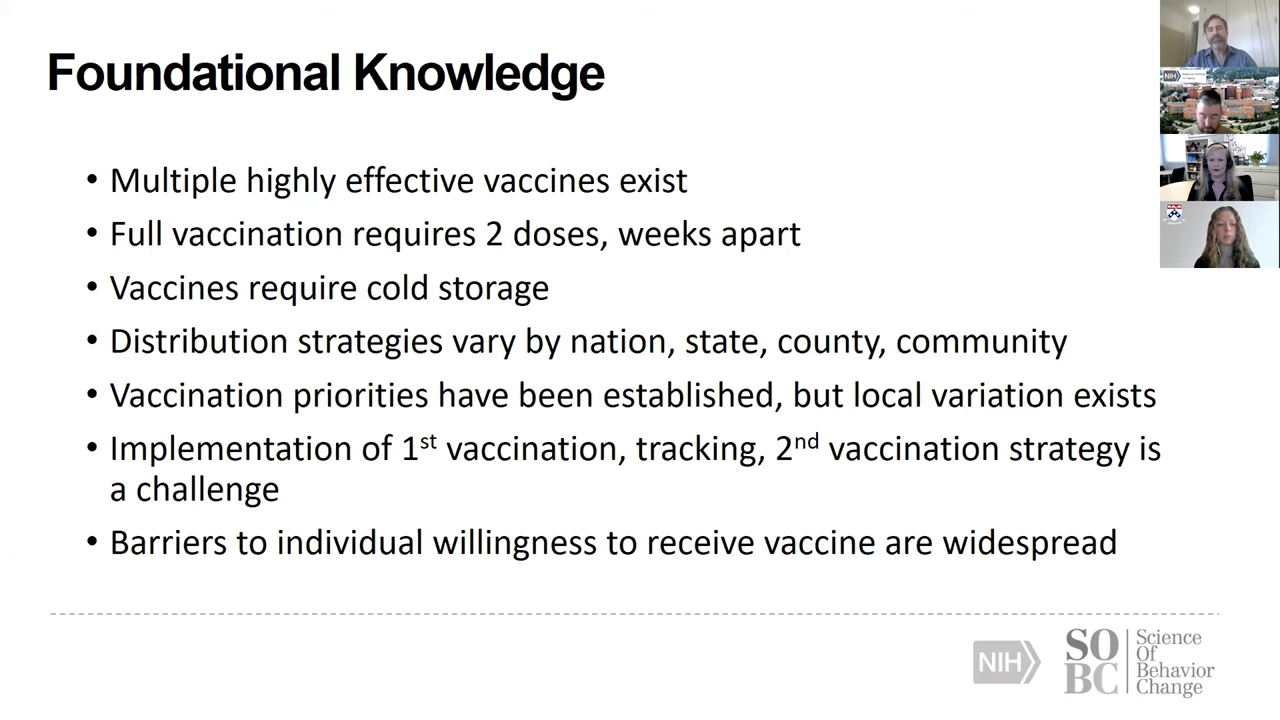 Foundational Knowledge
• Multiple highly effective vaccines exist
• Full vaccination requires 2 doses, weeks apart
• Vaccines require cold storage
• Distribution strategies vary by nation, state, county, community
• Vaccination priorities have been established, but local variation exists
• Implementation of 1st vaccination, tracking, 2nd vaccination strategy is
a challenge
• Barriers to individual willingness to receive vaccine are widespread
NIH
NIH
SO
BC
Science
Of
Behavior
Change